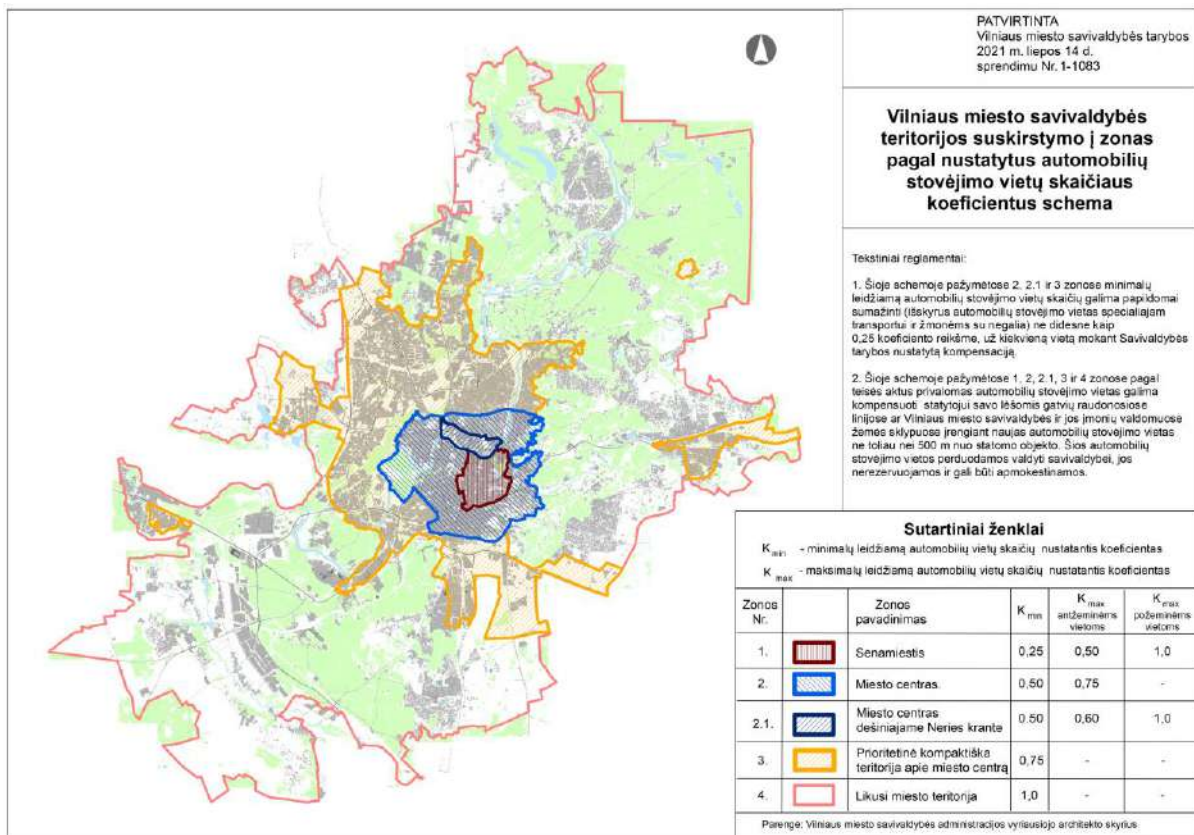 PATVIRTINTA
Vilniaus miesto savivaldybės tarybos
2021 m. liepos 14 d.
sprendimu Nr. 1-1083
Vilniaus miesto savivaldybės
teritorijos suskirstymo į zonas
pagal nustatytus automobilių
stovėjimo vietų skaičiaus
koeficientus schema
Tekstiniai reglamentai:
1. Šioje schemoje pažymėtose 2, 2.1 ir 3 zonose minimalų
leidžiamą automobilių stovėjimo vietų skaičių galima papildomai
sumažinti (išskyrus automobilių stovėjimo vietas specialiajam
transportui ir žmonėms su negalia) ne didesne kaip
0,25 koeficiento reikšme, už kiekvieną vietą mokant Savivaldybės
tarybos nustatytą kompensaciją.
2. Šioje schemoje pažymėtose 1, 2, 2.1, 3 ir 4 zonose pagal
teisės aktus privalomas automobilių stovėjimo vietas galima
kompensuoti statytojui savo lėšomis gatvių raudonosiose
linijose ar Vilniaus miesto savivaldybės ir jos įmonių valdomuose
žemės sklypuose įrengiant naujas automobilių stovėjimo vietas
ne toliau nei 500 m nuo statomo objekto. Šios automobilių
stovėjimo vietos perduodamos valdyti savivaldybei, jos
nerezervuojamos ir gali būti apmokestinamos.
Sutartiniai ženklai
K min - minimalų leidžiamą automobilių vietų skaičių nustatantis koeficientas
K max - maksimalų leidžiamą automobilių vietų skaičių nustatantis koeficientas
Zonos Nr. Zonos pavadinimas K min K max antžeminėms vietoms K max požeminėms vietoms
1. Senamiestis 0,25 0,50 1,0
2. Miesto centras. 0,50 0,75 -
2.1. Miesto centras dešiniajame Neries krante 0.50 0,60 1,0
3. Prioritetinė kompaktiška teritorija apie miesto centrą 0,75 - -
4. Likusi miesto teritorija 1,0 - -
Parengė: Vilniaus miesto savivaldybės administracijos vyriausiojo architekto skyrius